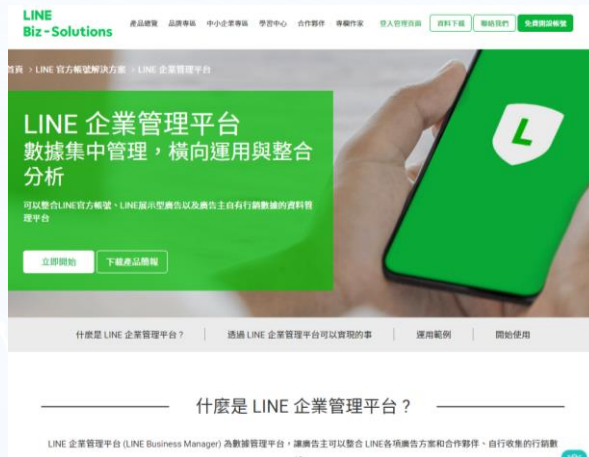 LINE
Biz-Solutions
產品總覽 品牌專區 中小企業專區 學習中心 合作夥伴 專欄作家 登入管理頁面 資料下載 聯絡我們 免費開設帳號
首頁 > LINE 官方帳號解決方案 > LINE 企業管理平台
LINE 企業管理平台
數據集中管理，橫向運用與整合
分析
可以整合LINE官方帳號、LINE展示型廣告以及廣告主自有行銷數據的資料管
理平台
立即開始 下載產品簡報
L
什麼是 LINE 企業管理平台？ 透過 LINE 企業管理平台可以實現的事 運用範例 開始使用
什麼是 LINE 企業管理平台？
LINE 企業管理平台 (LINE Business Manager) 為數據管理平台，讓廣告主可以整合 LINE各項廣告方案和合作夥伴、自行收集的行銷數